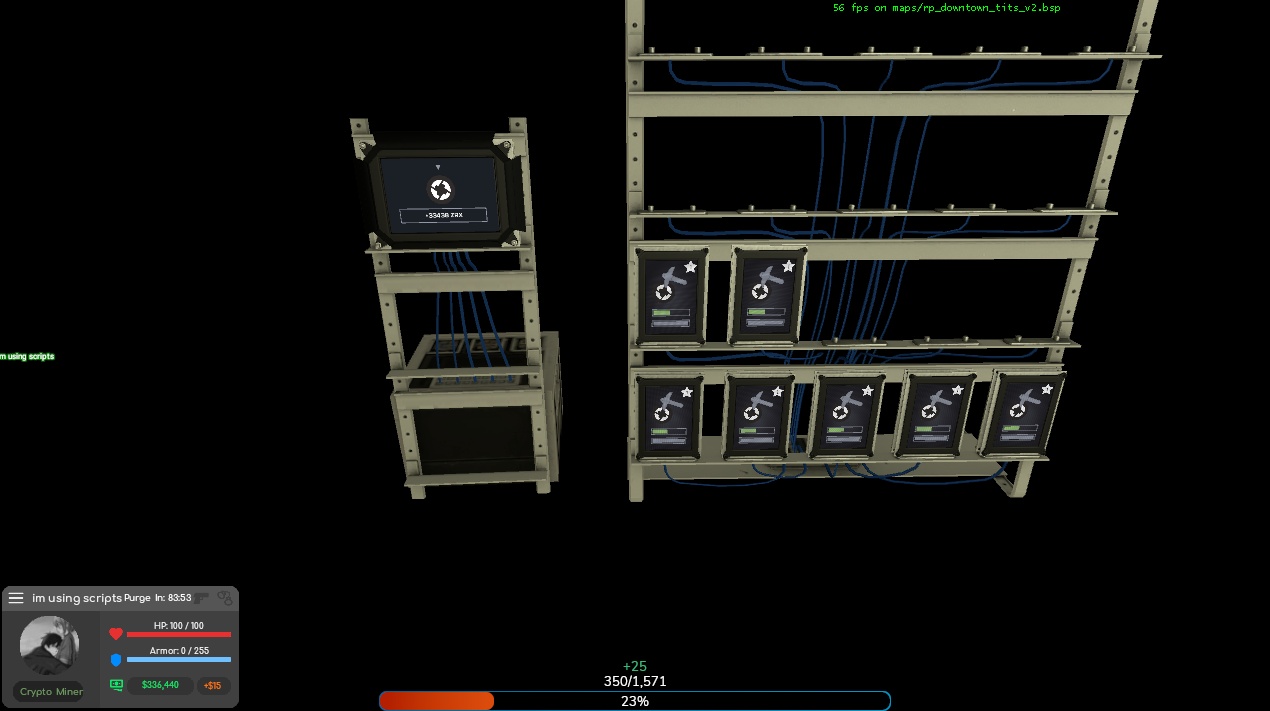 56 fps on maps/rp_downtown_tits_v2.bsp
m using scripts
im using scripts
Purge In: 83:53
HP: 100 / 100
Armor: 0 / 255
$336,440
+$15
Crypto Miner
+25
350/1,571
23%